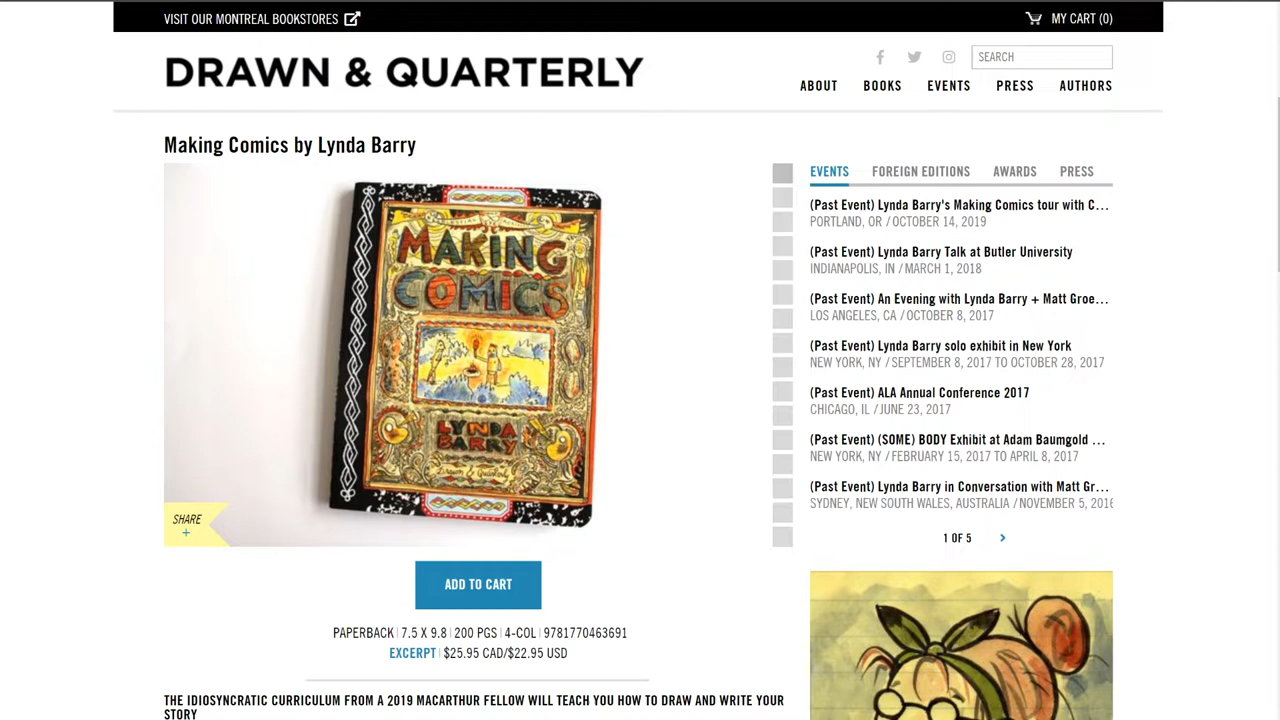 VISIT OUR MONTREAL BOOKSTORES
MY CART (0)
DRAWN & QUARTERLY
SEARCH
ABOUT BOOKS EVENTS PRESS AUTHORS
Making Comics by Lynda Barry
MAKING
COMICS
LYNDA
BARRY
Drawn & Quarterly
SHARE
+
ADD TO CART
PAPERBACK | 7.5 X 9.8 | 200 PGS | 4-COL | 9781770463691
EXCERPT | $25.95 CAD/$22.95 USD
THE IDIOSYNCRATIC CURRICULUM FROM A 2019 MACARTHUR FELLOW WILL TEACH YOU HOW TO DRAW AND WRITE YOUR
STORY
EVENTS FOREIGN EDITIONS AWARDS PRESS
(Past Event) Lynda Barry's Making Comics tour with C...
PORTLAND, OR / OCTOBER 14, 2019
(Past Event) Lynda Barry Talk at Butler University
INDIANAPOLIS, IN / MARCH 1, 2018
(Past Event) An Evening with Lynda Barry + Matt Groe...
LOS ANGELES, CA / OCTOBER 8, 2017
(Past Event) Lynda Barry solo exhibit in New York
NEW YORK, NY / SEPTEMBER 8, 2017 TO OCTOBER 28, 2017
(Past Event) ALA Annual Conference 2017
CHICAGO, IL / JUNE 23, 2017
(Past Event) (SOME) BODY Exhibit at Adam Baumgold ...
NEW YORK, NY / FEBRUARY 15, 2017 TO APRIL 8, 2017
(Past Event) Lynda Barry in Conversation with Matt Gr...
SYDNEY, NEW SOUTH WALES, AUSTRALIA / NOVEMBER 5, 2016
1 OF 5